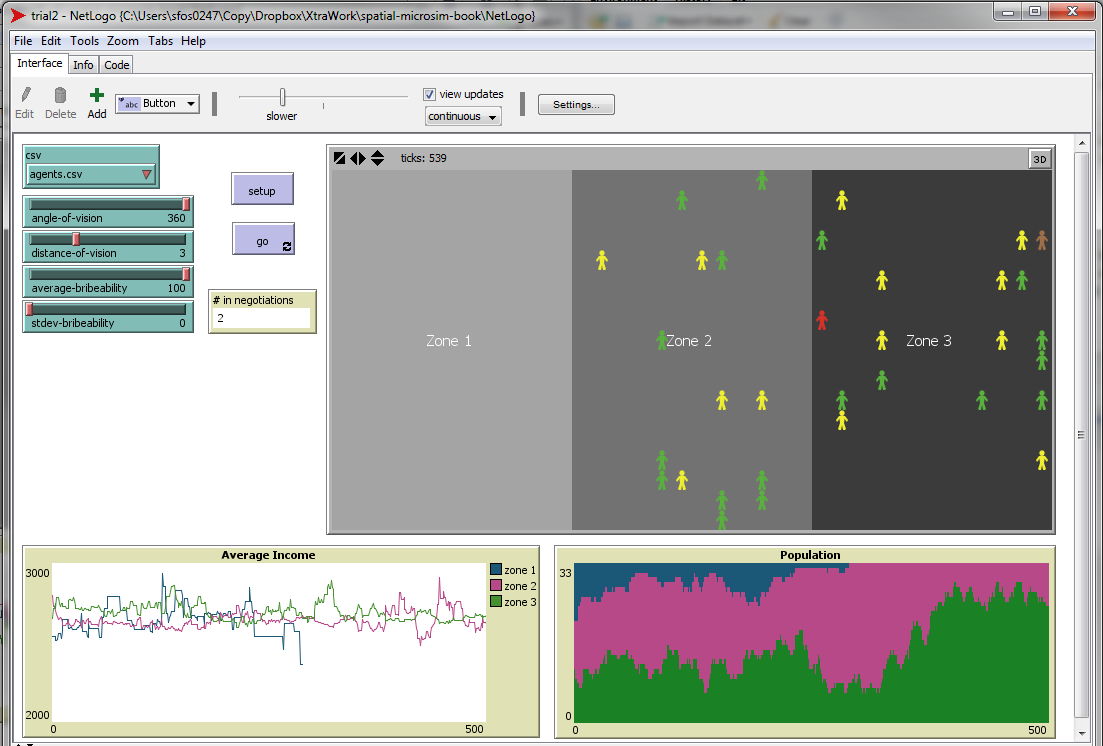 trial2 - NetLogo {C:\Users\sfos0247\Copy\Dropbox\XtraWork\spatial-microsim-book\NetLogo}
File Edit Tools Zoom Tabs Help
Interface Info Code
Edit Delete Add
abc Button
slower
view updates
continuous
Settings...
csv
agents.csv
angle-of-vision 360
distance-of-vision 3
average-bribeability 100
stdev-bribeability 0
setup
go
# in negotiations
2
ticks: 539
3D
Zone 1
Zone 2
Zone 3
Average Income
3000
2000
0
500
zone 1
zone 2
zone 3
Population
33
0
0
500